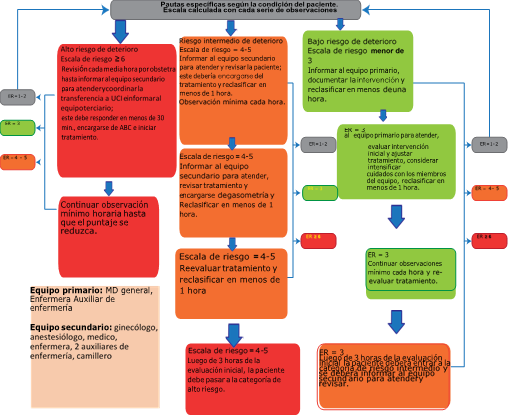 Pautas específicas según la condición del paciente.
Escala calculada con cada serie de observaciones
Alto riesgo de deterioro
Escala de riesgo ≥ 6
Revisión cada media hora por obstetra
hasta informar al equipo secundario
para atender y coordinar la
transferencia a UCI e informar al
equipo terciario;
este debe responder en menos de 30
min, encargarse de ABC e iniciar
tratamiento.
Continuar observación
mínimo horaria hasta
que el puntaje se
reduzca.
ER =1-2
ER = 3
ER = 4 - 5
Riesgo intermedio de deterioro
Escala de riesgo = 4-5
Informar al equipo secundario
para atender y revisar la paciente;
este debería encargarse del
tratamiento y reclasificar en
menos de 1 hora.
Observación mínima cada hora.
Escala de riesgo = 4-5
Informar al equipo
secundario para atender,
revisar tratamiento y
encargarse de gasometría y
Reclasificar en menos de 1
hora.
Escala de riesgo = 4-5
Reevaluar tratamiento y
reclasificar en menos de
1 hora
Escala de riesgo = 4-5
Luego de 3 horas de la
evaluación inicial, la paciente
debe pasar a la categoría de
alto riesgo.
ER =1-2
ER = 3
ER ≥ 6
Bajo riesgo de deterioro
Escala de riesgo menor de
3
Informar al equipo primario,
documentar la intervención y
reclasificar en menos de una
hora.
ER = 3
al equipo primario para atender,
evaluar intervención
inicial y ajustar
tratamiento, considerar
intensificar
cuidados con los miembros
del equipo, reclasificar en
menos de 1 hora.
ER = 3
Continuar observaciones
mínimo cada hora y re-
evaluar tratamiento.
ER = 3
Luego de 3 horas de la evaluación
inicial la paciente deberá entrar a la
categoría de riesgo intermedio y
se deberá informar al equipo
secundario para atender y
revisar.
ER =1-2
ER = 4- 5
ER ≥ 6
Equipo primario: MD general,
Enfermera Auxiliar de
enfermería
Equipo secundario: ginecólogo,
anestesiólogo, medico,
enfermera, 2 auxiliares de
enfermería, camillero